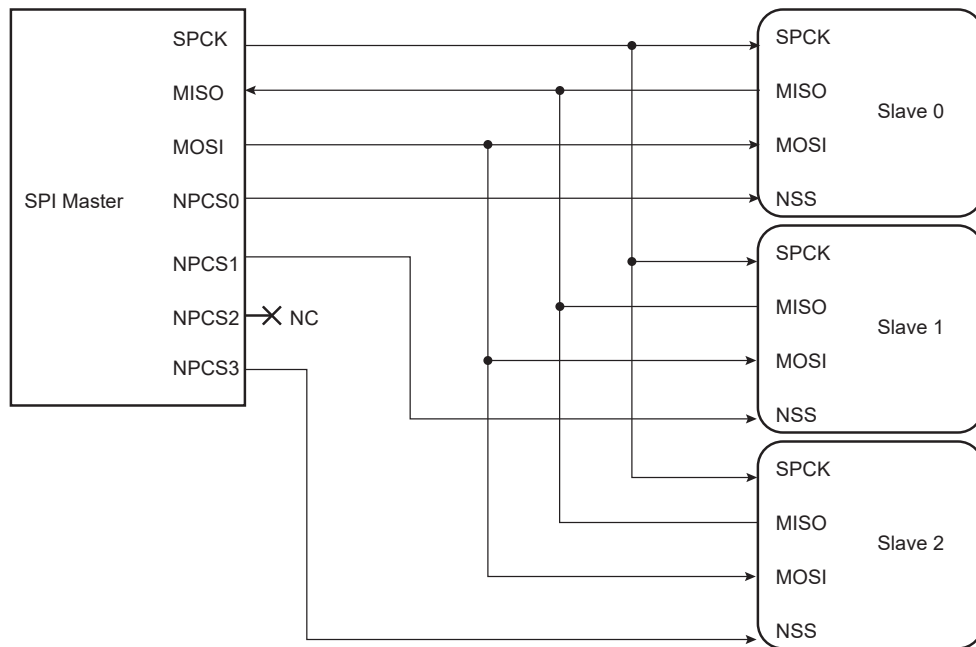 SPI Master
SPCK
MISO
MOSI
NPCS0
NPCS1
NPCS2
NC
NPCS3
SPCK
MISO
Slave 0
MOSI
NSS
SPCK
MISO
Slave 1
MOSI
NSS
SPCK
MISO
Slave 2
MOSI
NSS